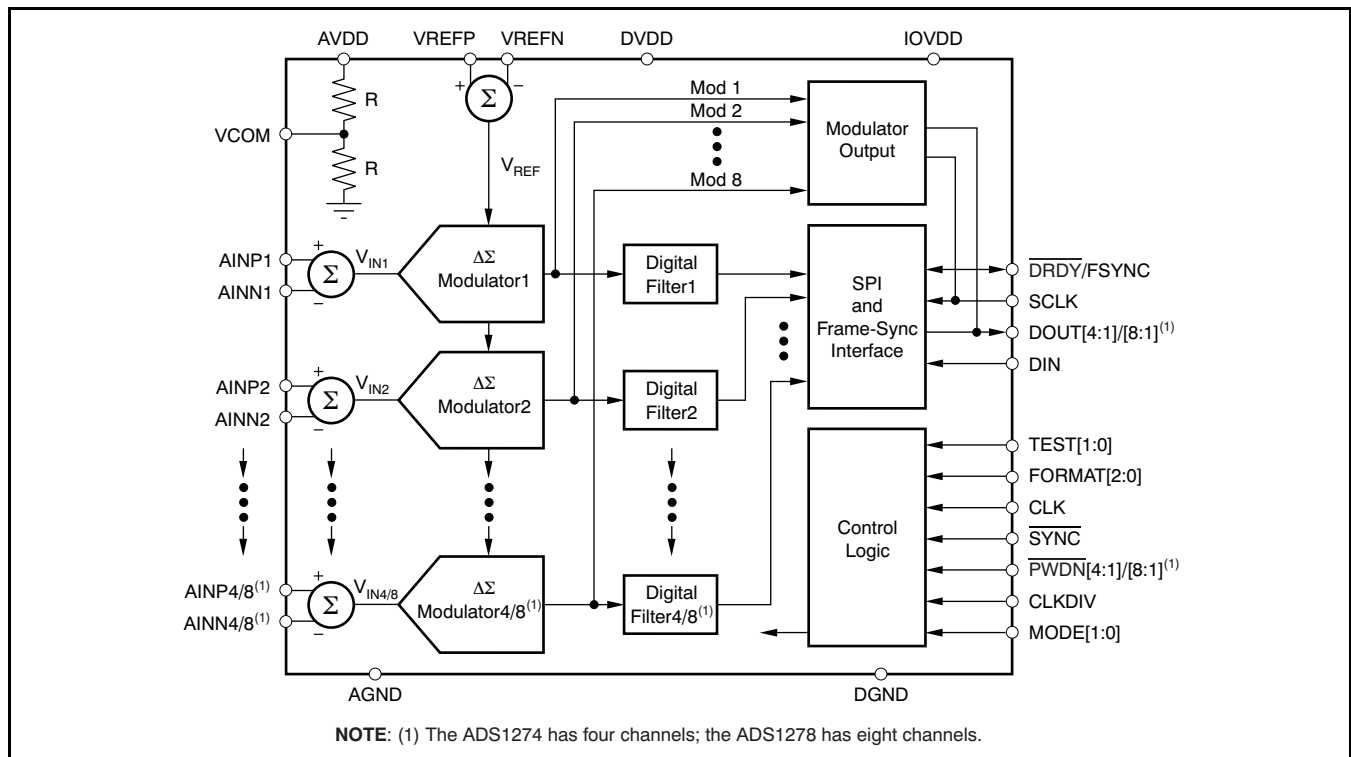 AVDD
VREFP
VREFN
DVDD
IOVDD
R
VCOM
R
+
−
Σ
VREF
Mod 1
Mod 2
Mod 8
Modulator
Output
AINP1
AINN1
+
−
Σ
VIN1
ΔΣ
Modulator1
Digital
Filter1
SPI
and
Frame-Sync
Interface
DRDY/FSYNC
SCLK
DOUT[4:1]/[8:1](1)
DIN
AINP2
AINN2
+
−
Σ
VIN2
ΔΣ
Modulator2
Digital
Filter2
Control
Logic
TEST[1:0]
FORMAT[2:0]
CLK
SYNC
PWDN[4:1]/[8:1](1)
CLKDIV
MODE[1:0]
AINP4/8(1)
AINN4/8(1)
+
−
Σ
VIN4/8
ΔΣ
Modulator4/8(1)
Digital
Filter4/8(1)
AGND
DGND
NOTE: (1) The ADS1274 has four channels; the ADS1278 has eight channels.